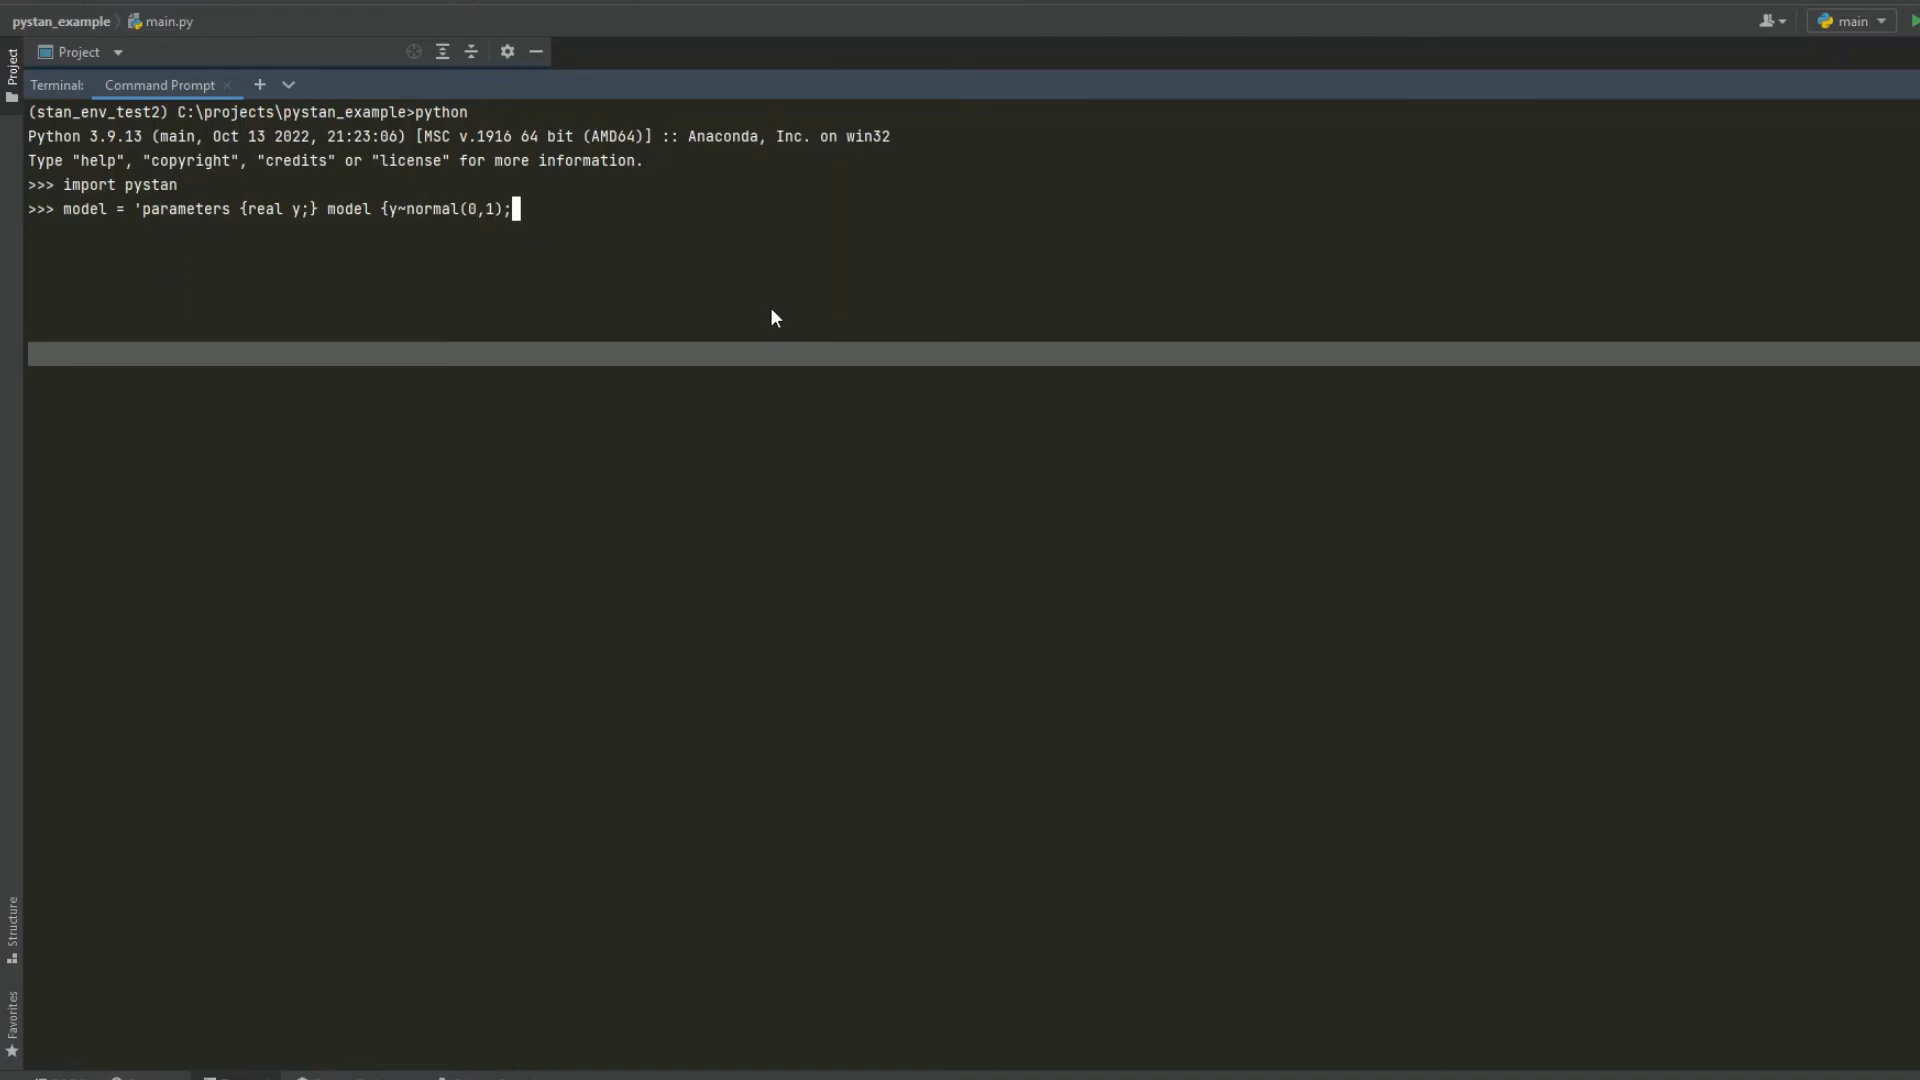 pystan_example main.py main
Project
Project
Terminal: Command Prompt
(stan_env_test2) C:\projects\pystan_example>python
Python 3.9.13 (main, Oct 13 2022, 21:23:06) [MSC v.1916 64 bit (AMD64)] :: Anaconda, Inc. on win32
Type "help", "copyright", "credits" or "license" for more information.
>>> import pystan
>>> model = 'parameters {real y;} model {y~normal(0,1);
Structure
Favorites